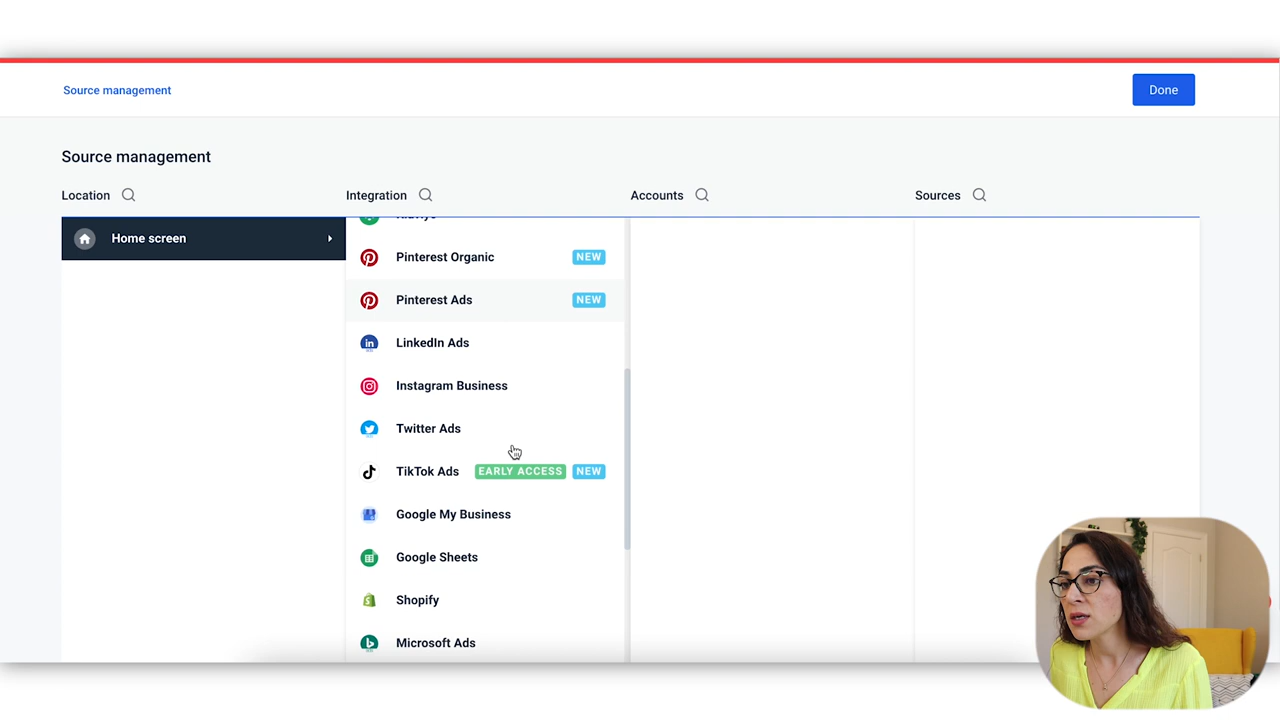 Source management
Done
Source management
Location
Integration
Accounts
Sources
Home screen
Pinterest Organic NEW
Pinterest Ads NEW
LinkedIn Ads
Instagram Business
Twitter Ads
TikTok Ads EARLY ACCESS NEW
Google My Business
Google Sheets
Shopify
Microsoft Ads